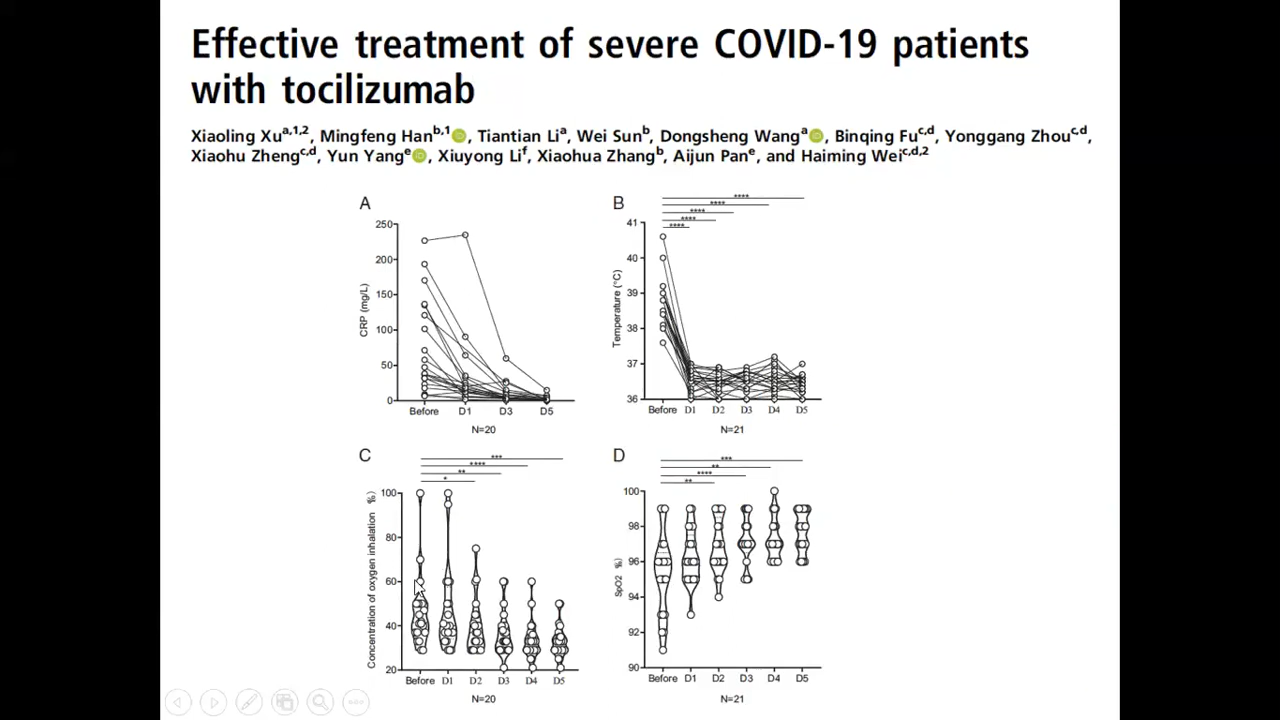 Effective treatment of severe COVID-19 patients
with tocilizumab
Xiaoling Xua,1,2, Mingfeng Hanb,1, Tiantian Lia, Wei Sunb, Dongsheng Wanga, Binqing Fuc,d, Yonggang Zhouc,d,
Xiaohu Zhengc,d, Yun Yange, Xiuyong Lif, Xiaohua Zhangb, Aijun Pane, and Haiming Weic,d,2
A
CRP (mg/L)
250
200
150
100
50
0
Before D1 D3 D5
N=20
B
****
****
****
****
****
Temperature (°C)
41
40
39
38
37
36
Before D1 D2 D3 D4 D5
N=21
C
***
****
**
*
Concentration of oxygen inhalation %)
100
80
60
40
20
Before D1 D2 D3 D4 D5
N=20
D
***
**
****
**
SpO2 %)
100
98
96
94
92
90
Before D1 D2 D3 D4 D5
N=21